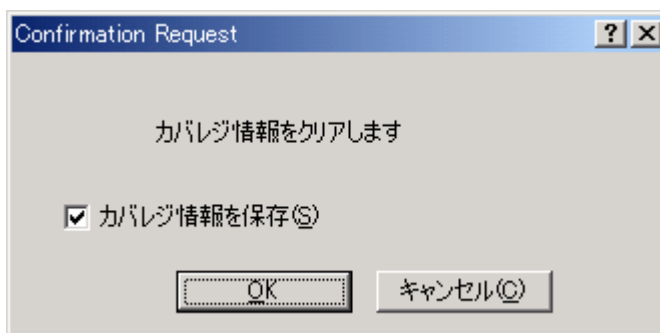 Confirmation Request
カバレジ情報をクリアします
カバレジ情報を保存(S)
OK
キャンセル(C)